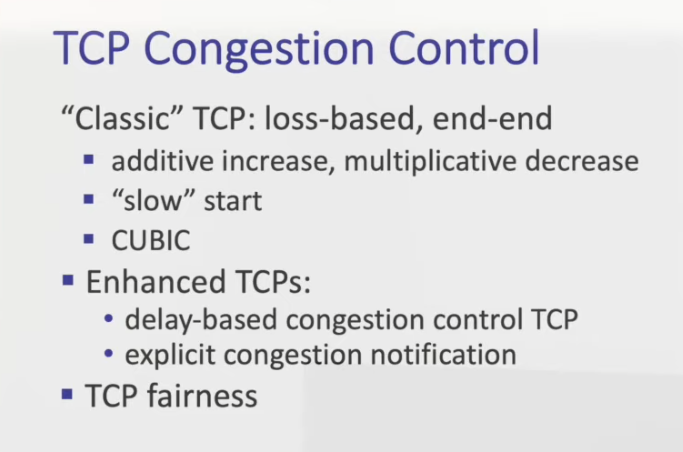 TCP Congestion Control
“Classic” TCP: loss-based, end-end
▪ additive increase, multiplicative decrease
▪ “slow” start
▪ CUBIC
▪ Enhanced TCPs:
• delay-based congestion control TCP
• explicit congestion notification
▪ TCP fairness